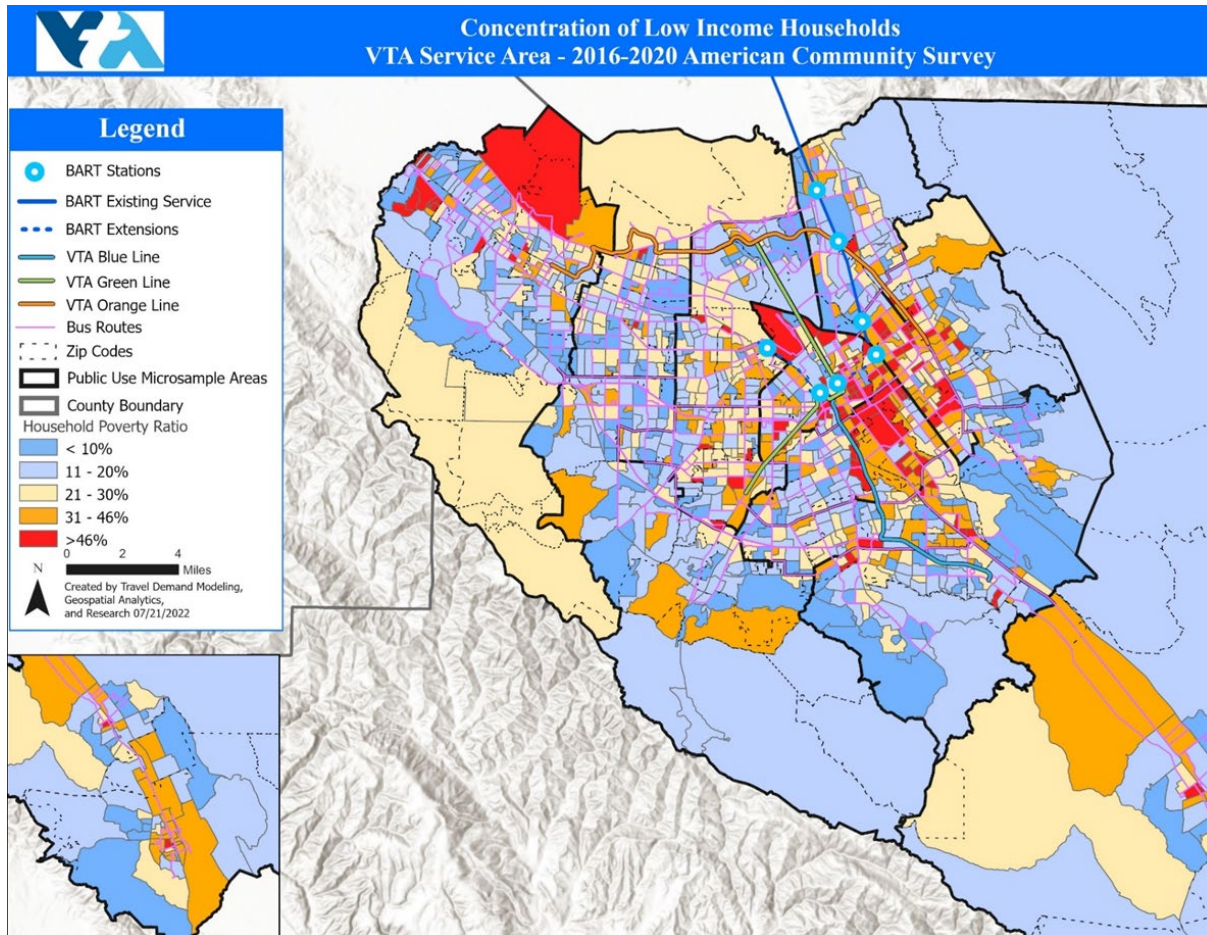 VTA
Concentration of Low Income Households
VTA Service Area - 2016-2020 American Community Survey
Legend
BART Stations
BART Existing Service
BART Extensions
VTA Blue Line
VTA Green Line
VTA Orange Line
Bus Routes
Zip Codes
Public Use Microsample Areas
County Boundary
Household Poverty Ratio
< 10%
11 - 20%
21 - 30%
31 - 46%
>46%
0 2 4
Miles
N
Created by Travel Demand Modeling,
Geospatial Analytics,
and Research 07/21/2022